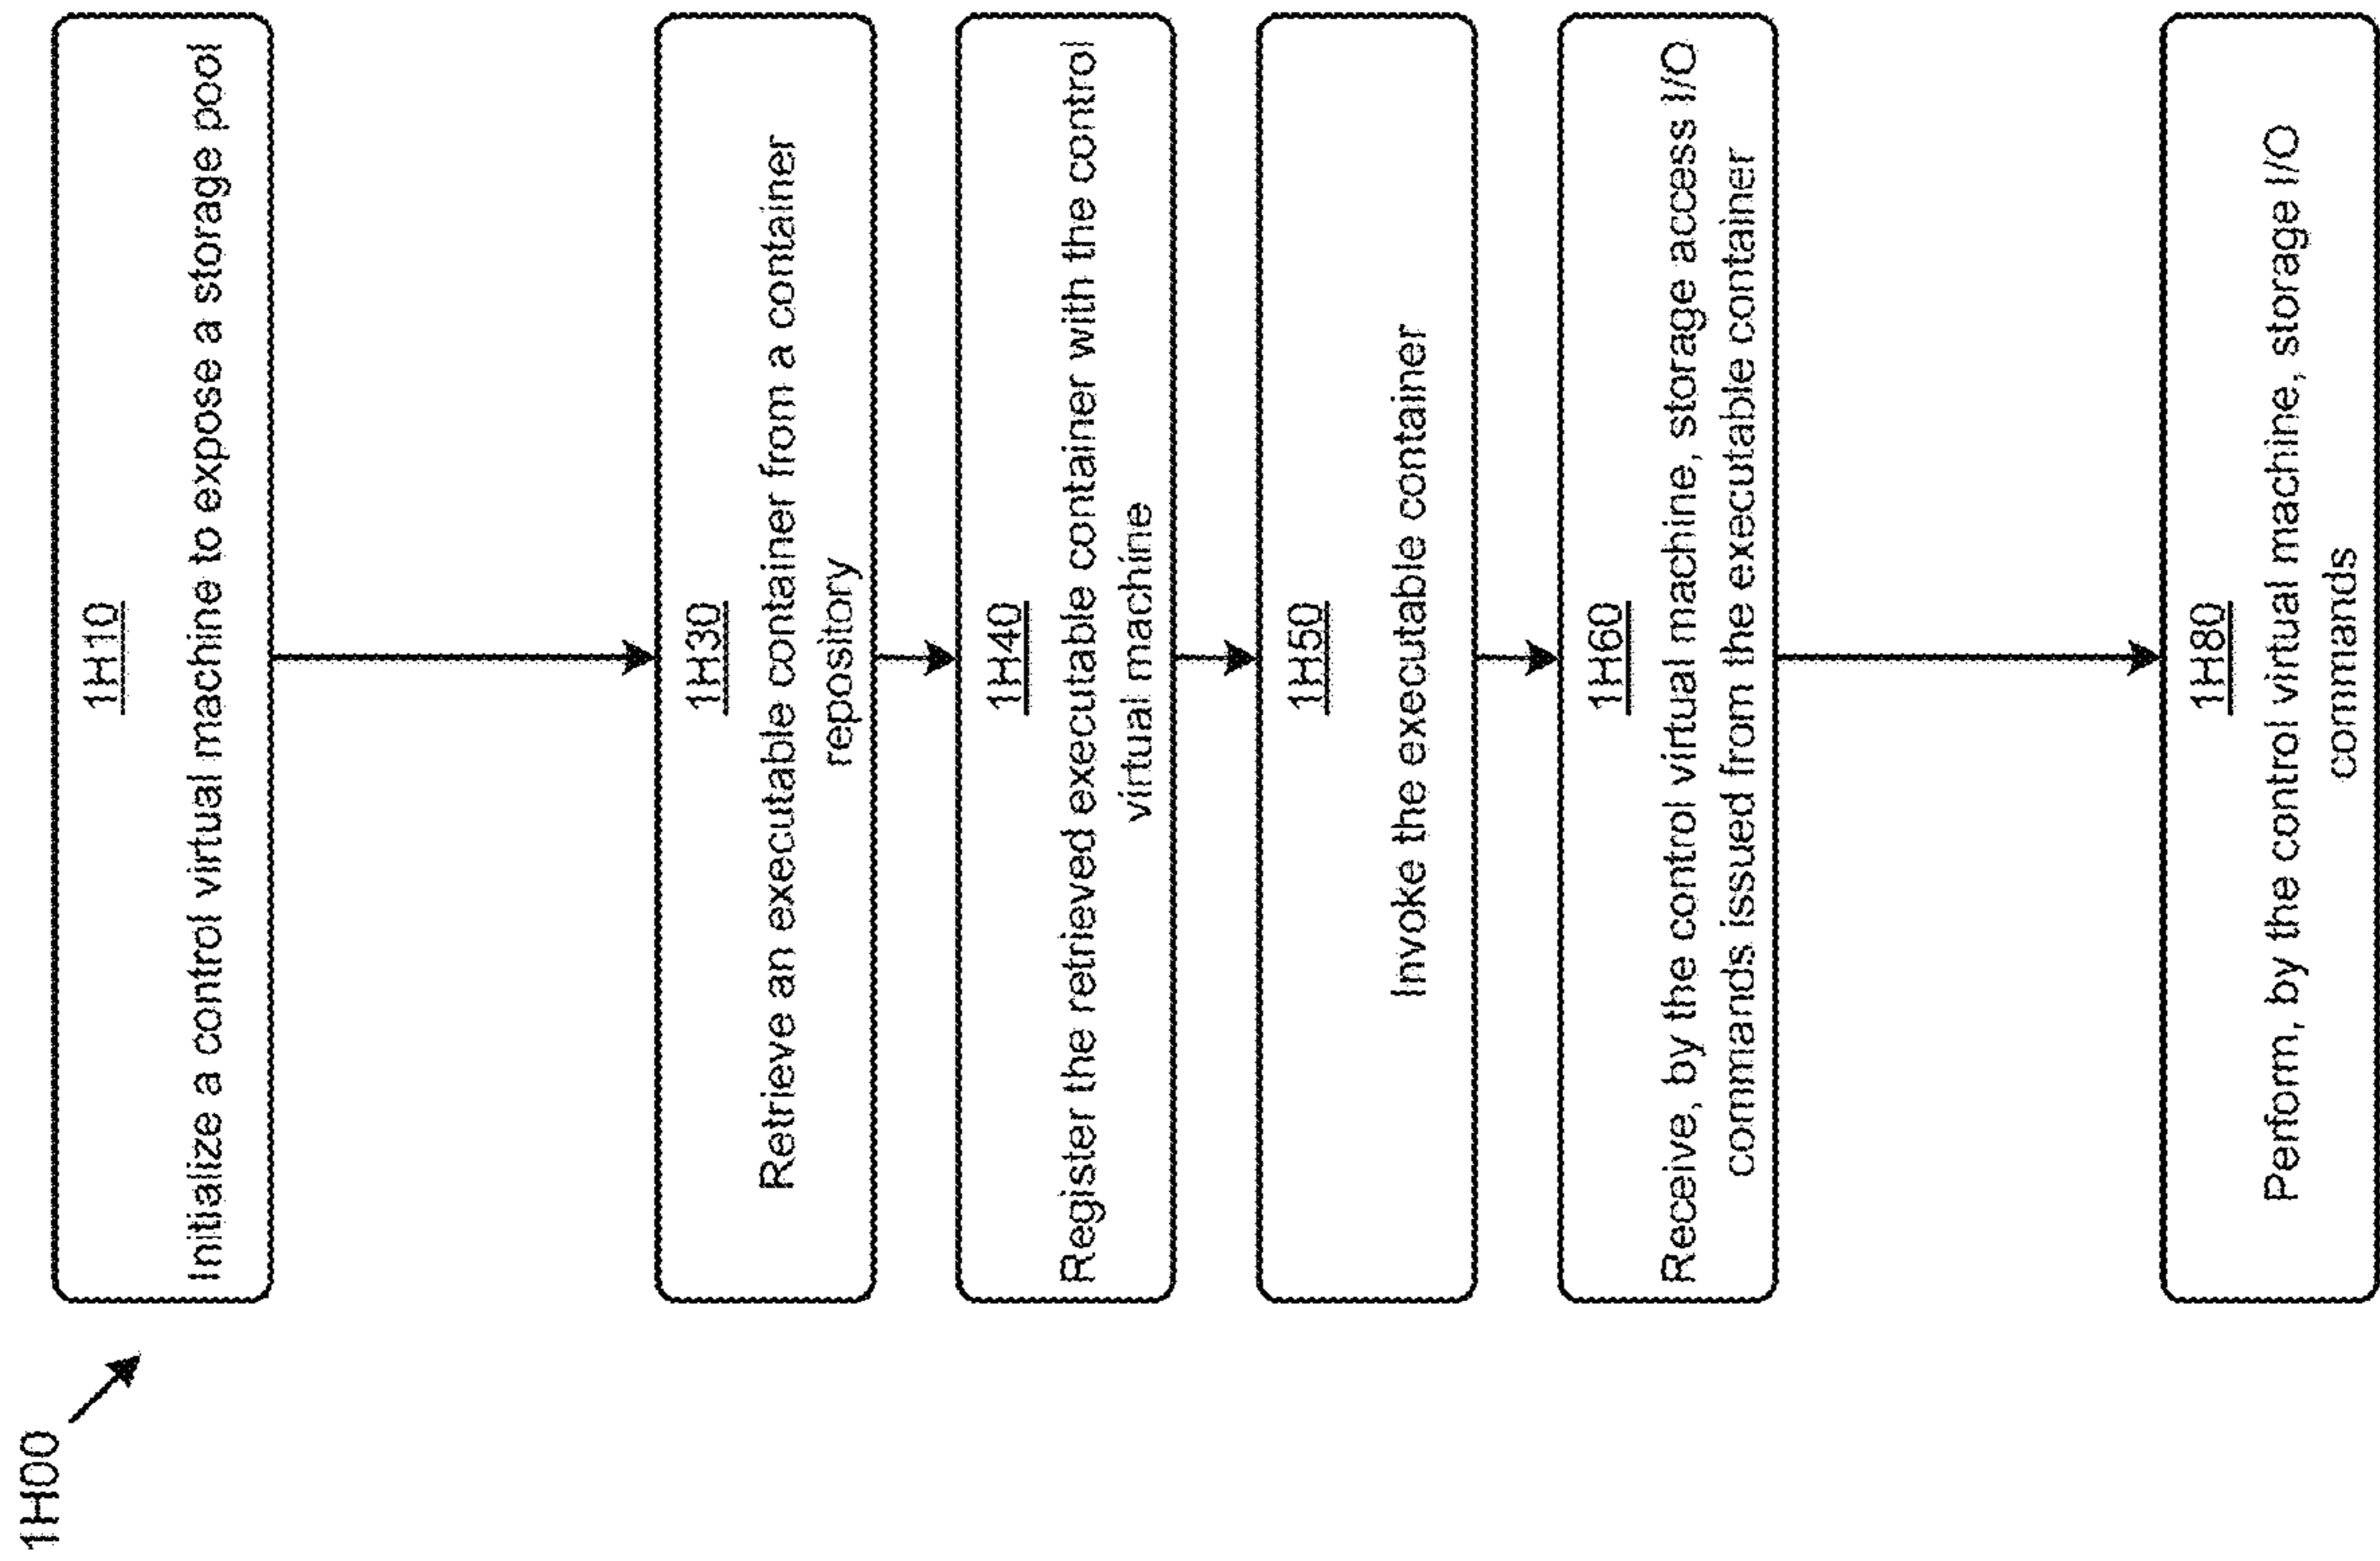 1H00
1H10
Initialize a control virtual machine to expose a storage pool
1H30
Retrieve an executable container from a container
repository
1H40
Register the retrieved executable container with the control
virtual machine
1H50
Invoke the executable container
1H60
Receive, by the control virtual machine, storage access I/O
commands issued from the executable container
1H80
Perform, by the control virtual machine, storage I/O
commands